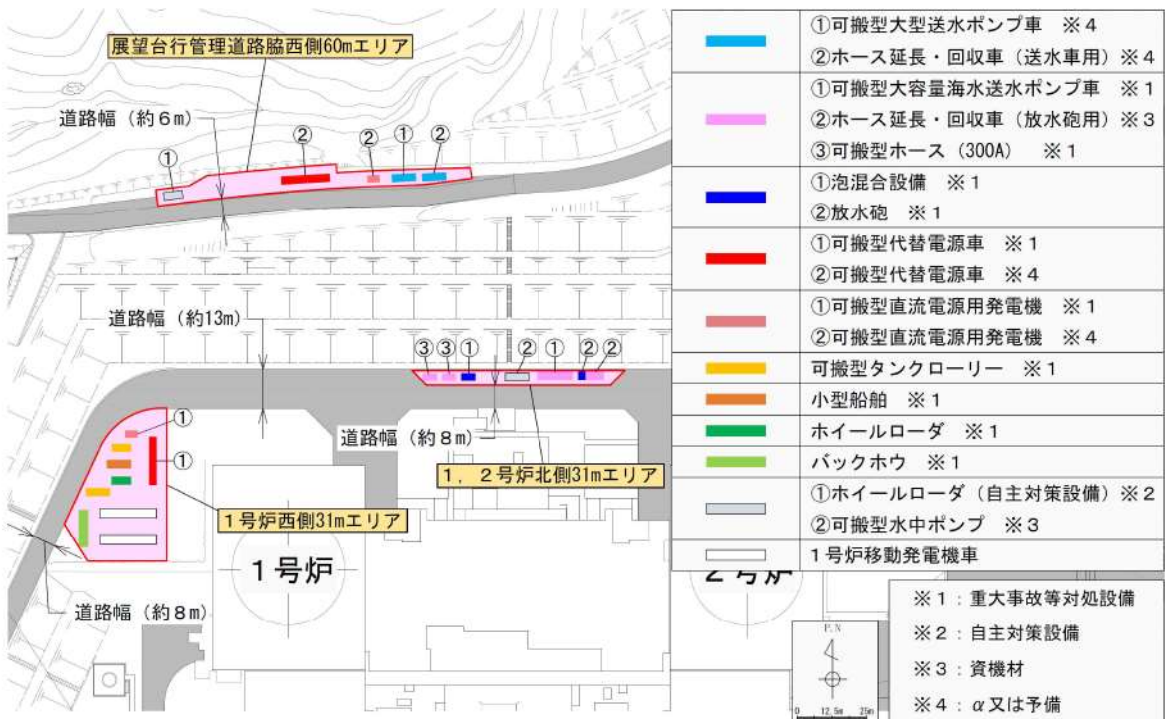 展望台行管理道路脇西側60mエリア
道路幅（約6m）
①
②
②
①
②
道路幅（約13m）
③
③
①
②
①
②
②
①
①
道路幅（約8m）
1，2号炉北側31mエリア
1号炉西側31mエリア
1号炉
2号炉
道路幅（約8m）
①可搬型大型送水ポンプ車　※4
②ホース延長・回収車（送水車用）※4
①可搬型大容量海水送水ポンプ車　※1
②ホース延長・回収車（放水砲用）※3
③可搬型ホース（300A）　※1
①泡混合設備　※1
②放水砲　※1
①可搬型代替電源車　※1
②可搬型代替電源車　※4
①可搬型直流電源用発電機　※1
②可搬型直流電源用発電機　※4
可搬型タンクローリー　※1
小型船舶　※1
ホイールローダ　※1
バックホウ　※1
①ホイールローダ（自主対策設備）※2
②可搬型水中ポンプ　※3
1号炉移動発電機車
※1：重大事故等対処設備
※2：自主対策設備
※3：資機材
※4：α又は予備
P.N
0　12.5m　25m